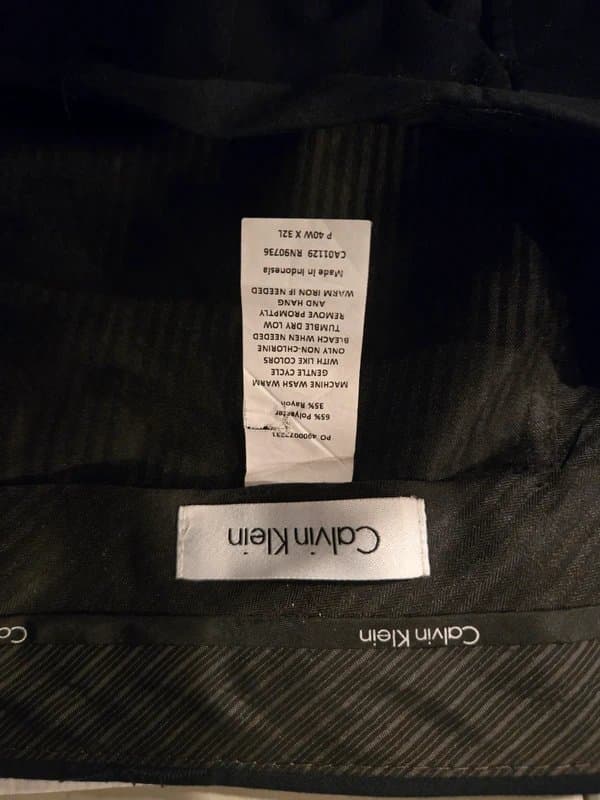 Calvin Klein
Calvin Klein
PO
65% Polyester
35% Rayon
MACHINE WASH WARM
GENTLE CYCLE
WITH LIKE COLORS
ONLY NON-CHLORINE
BLEACH WHEN NEEDED
TUMBLE DRY LOW
REMOVE PROMPTLY
AND HANG
WARM IRON IF NEEDED
Made in Indonesia
CA01129 RN90736
P 40W X 32L